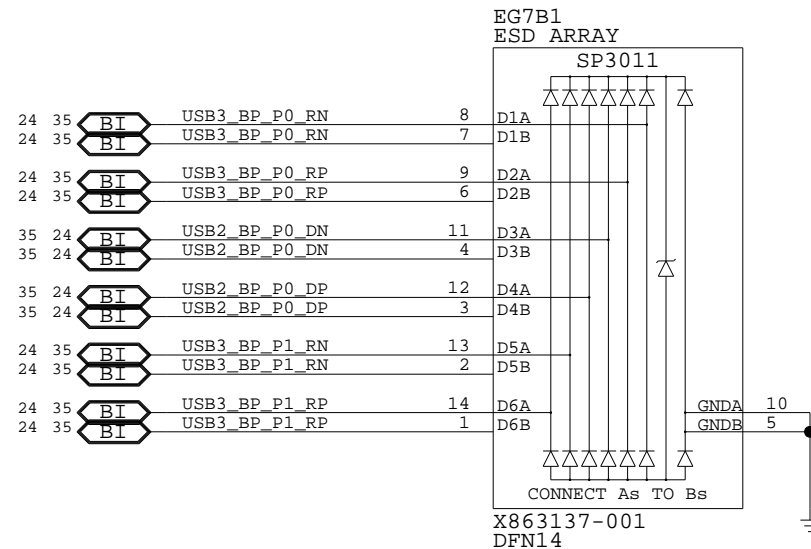 EG7B1
ESD ARRAY
SP3011
24 35 BI USB3_BP_P0_RN 8 D1A
24 35 BI USB3_BP_P0_RN 7 D1B
24 35 BI USB3_BP_P0_RP 9 D2A
24 35 BI USB3_BP_P0_RP 6 D2B
35 24 BI USB2_BP_P0_DN 11 D3A
35 24 BI USB2_BP_P0_DN 4 D3B
35 24 BI USB2_BP_P0_DP 12 D4A
35 24 BI USB2_BP_P0_DP 3 D4B
24 35 BI USB3_BP_P1_RN 13 D5A
24 35 BI USB3_BP_P1_RN 2 D5B
24 35 BI USB3_BP_P1_RP 14 D6A GNDA 10
24 35 BI USB3_BP_P1_RP 1 D6B GNDB 5
CONNECT As TO Bs
X863137-001
DFN14